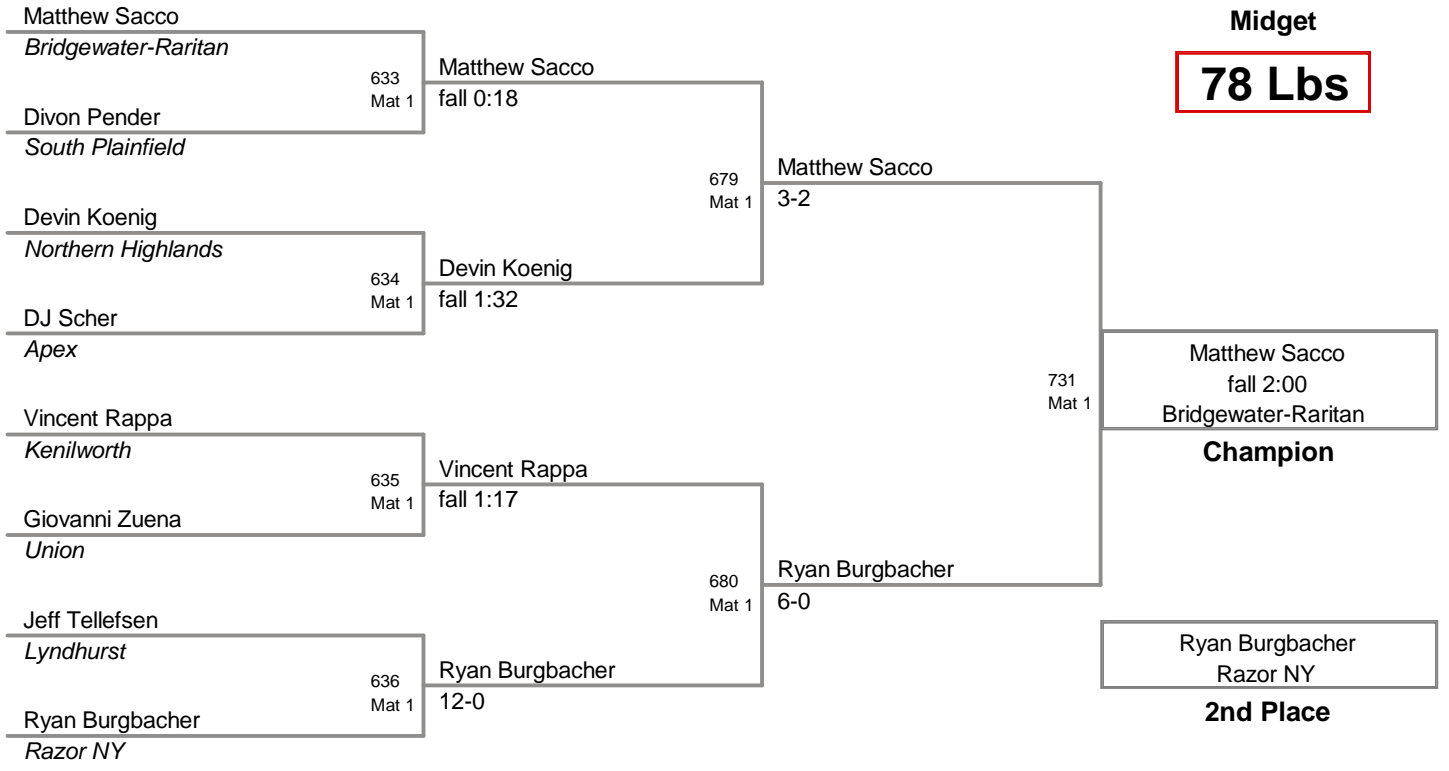 Matthew Sacco
Bridgewater-Raritan
633
Mat 1
Divon Pender
South Plainfield
Matthew Sacco
fall 0:18
Devin Koenig
Northern Highlands
634
Mat 1
DJ Scher
Apex
Devin Koenig
fall 1:32
679
Mat 1
Matthew Sacco
3-2
Vincent Rappa
Kenilworth
635
Mat 1
Giovanni Zuena
Union
Vincent Rappa
fall 1:17
Jeff Tellefsen
Lyndhurst
636
Mat 1
Ryan Burgbacher
Razor NY
Ryan Burgbacher
12-0
680
Mat 1
Ryan Burgbacher
6-0
731
Mat 1
Midget
78 Lbs
Matthew Sacco
fall 2:00
Bridgewater-Raritan
Champion
Ryan Burgbacher
Razor NY
2nd Place